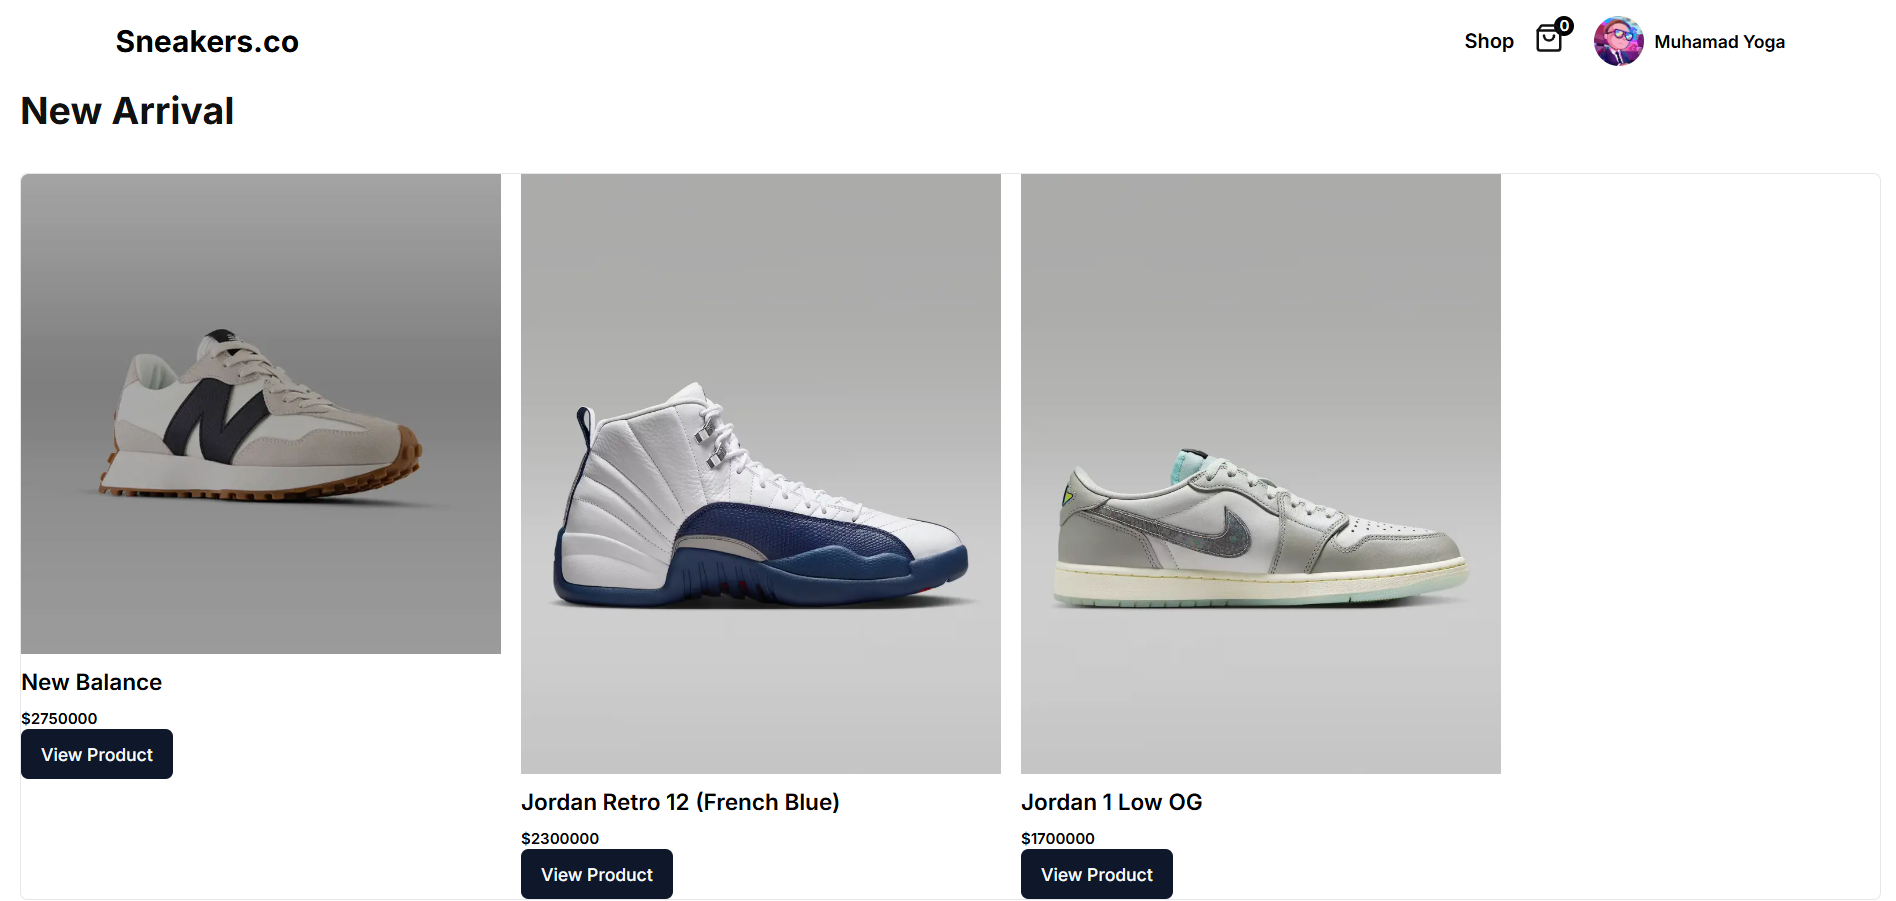 Sneakers.co
Shop
0
Muhamad Yoga
New Arrival
New Balance
$2750000
View Product
Jordan Retro 12 (French Blue)
$2300000
View Product
Jordan 1 Low OG
$1700000
View Product